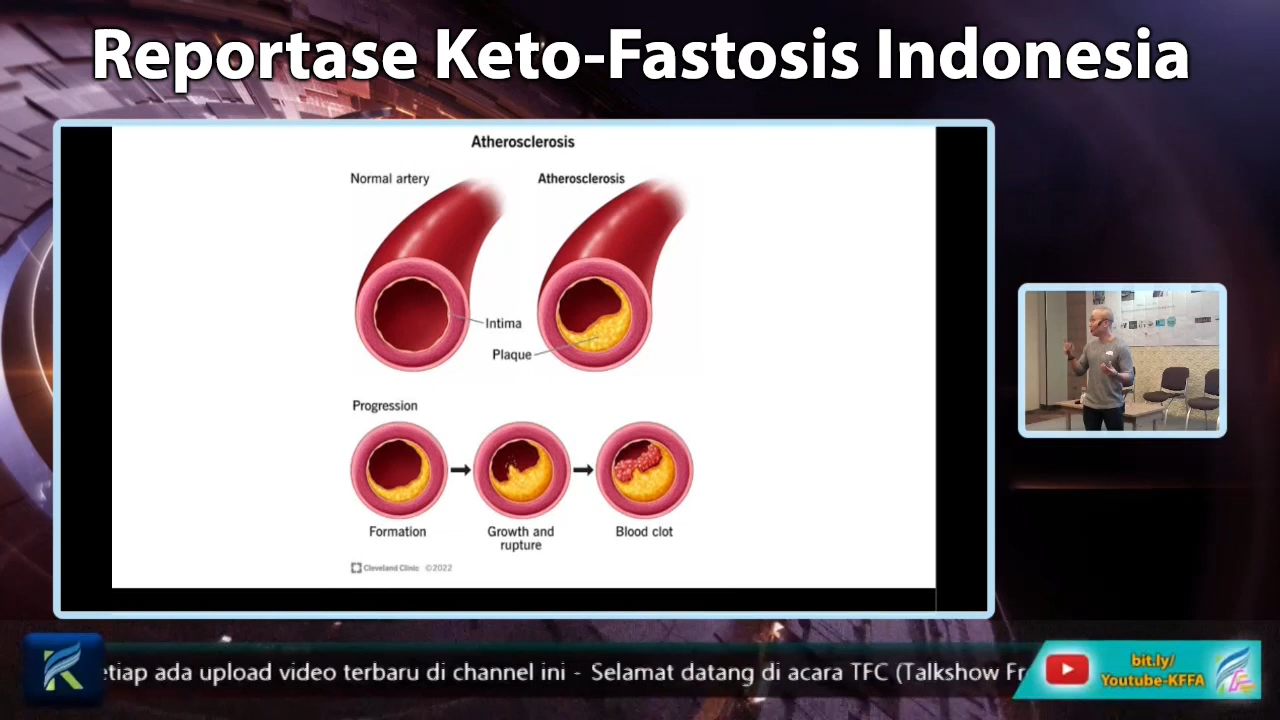 Reportase Keto-Fastosis Indonesia
Atherosclerosis
Normal artery
Atherosclerosis
Intima
Plaque
Progression
Formation
Growth and
rupture
Blood clot
Cleveland Clinic ©2022
etiap ada upload video terbaru di channel ini - Selamat datang di acara TFC (Talkshow Fr
bit.ly/
Youtube-KFFA